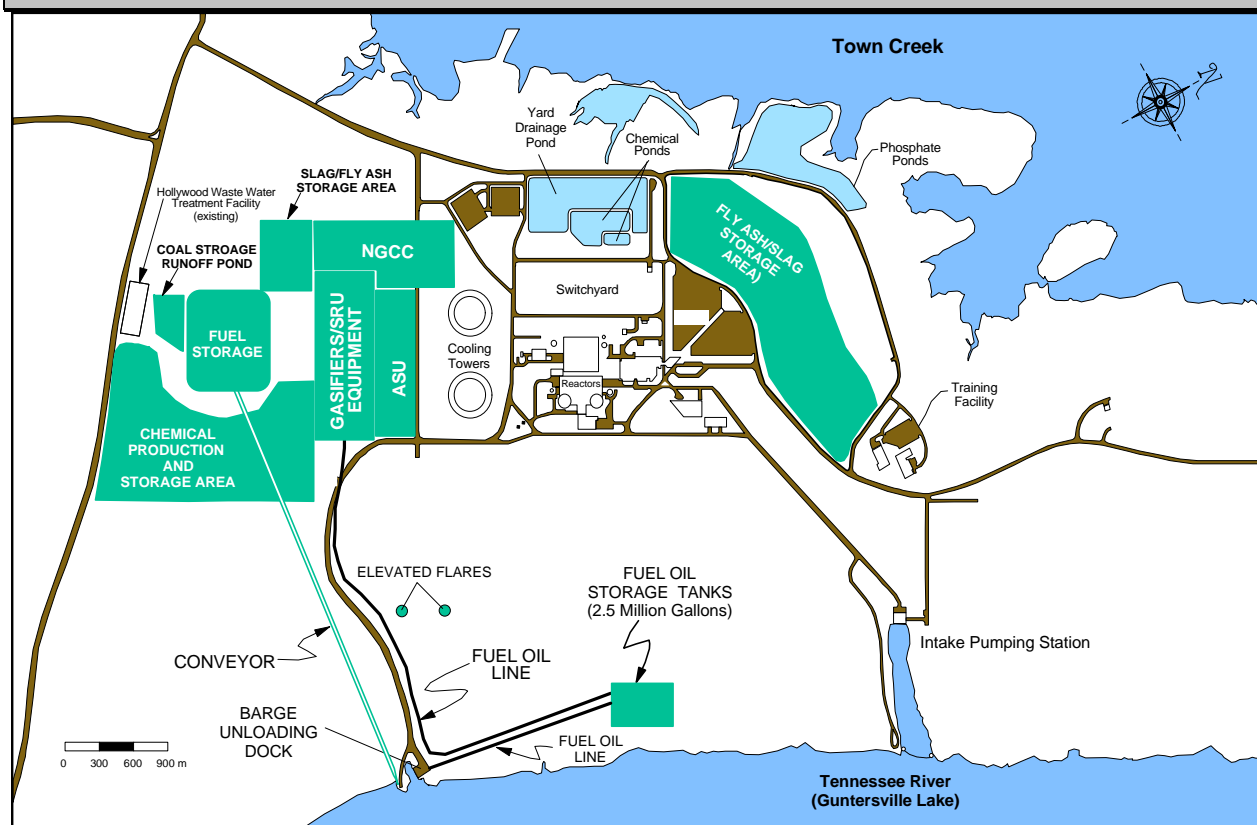 Town Creek
N
Yard
Drainage
Pond
Chemical
Ponds
Phosphate
Ponds
SLAG/FLY ASH
STORAGE AREA
Hollywood Waste Water
Treatment Facility
(existing)
COAL STROAGE
RUNOFF POND
NGCC
FLY ASH/SLAG
STORAGE
AREA)
Switchyard
FUEL
STORAGE
GASIFIERS/SRU
EQUIPMENT
ASU
Cooling
Towers
Reactors
Training
Facility
CHEMICAL
PRODUCTION
AND
STORAGE AREA
ELEVATED FLARES
FUEL OIL
STORAGE TANKS
(2.5 Million Gallons)
Intake Pumping Station
CONVEYOR
FUEL OIL
LINE
BARGE
UNLOADING
DOCK
FUEL OIL
LINE
0 300 600 900 m
Tennessee River
(Guntersville Lake)